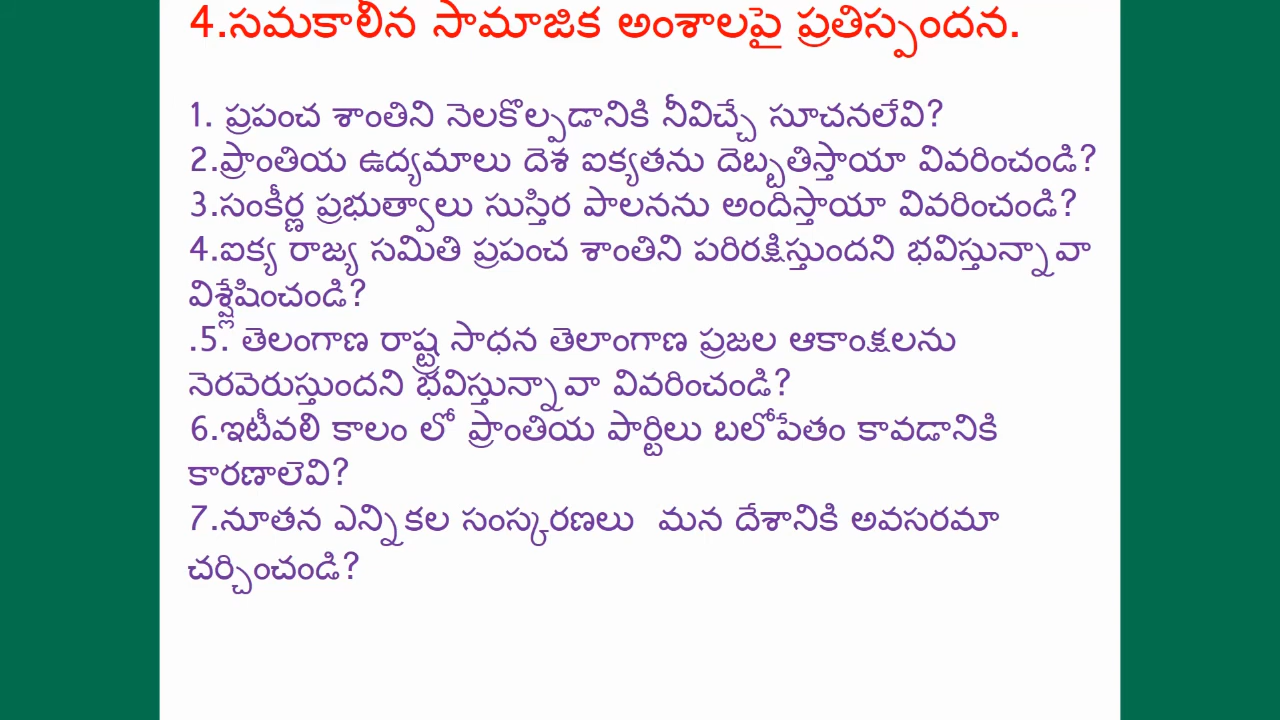 4.సమకాలీన సామాజిక అంశాలపై ప్రతిస్పందన.
1. ప్రపంచ శాంతిని నెలకొల్పడానికి నీవిచ్చే సూచనలేవి?
2.ప్రాంతియ ఉద్యమాలు దెశ ఐక్యతను దెబ్బతిస్తాయా వివరించండి?
3.సంకీర్ణ ప్రభుత్వాలు సుస్తిర పాలనను అందిస్తాయా వివరించండి?
4.ఐక్య రాజ్య సమితి ప్రపంచ శాంతిని పరిరక్షిస్తుందని భవిస్తున్నావా
విశ్ష్లేషించండి?
.5. తెలంగాణ రాష్ట్ర సాధన తెలాంగాణ ప్రజల ఆకాంక్షలను
నెరవెరుస్తుందని భవిస్తున్నావా వివరించండి?
6.ఇటీవలి కాలం లో ప్రాంతియ పార్టిలు బలోపేతం కావడానికి
కారణాలెవి?
7.నూతన ఎన్నికల సంస్కరణలు  మన దేశానికి అవసరమా
చర్చించండి?